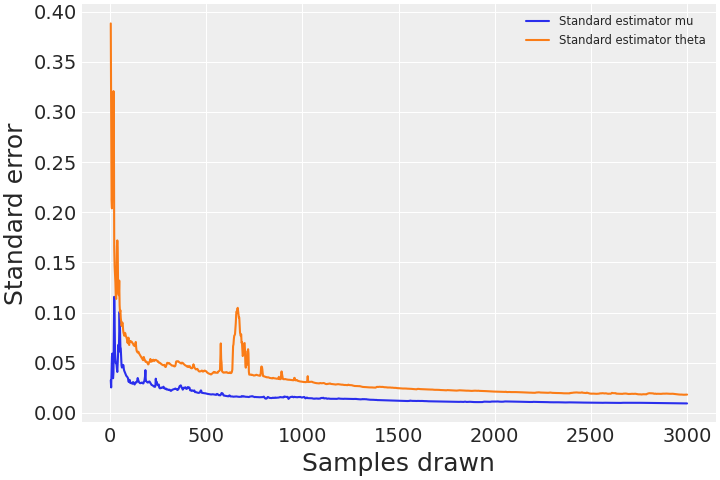 Standard estimator mu
Standard estimator theta
0.40
0.35
0.30
0.25
0.20
0.15
0.10
0.05
0.00
Standard error
0 500 1000 1500 2000 2500 3000
Samples drawn